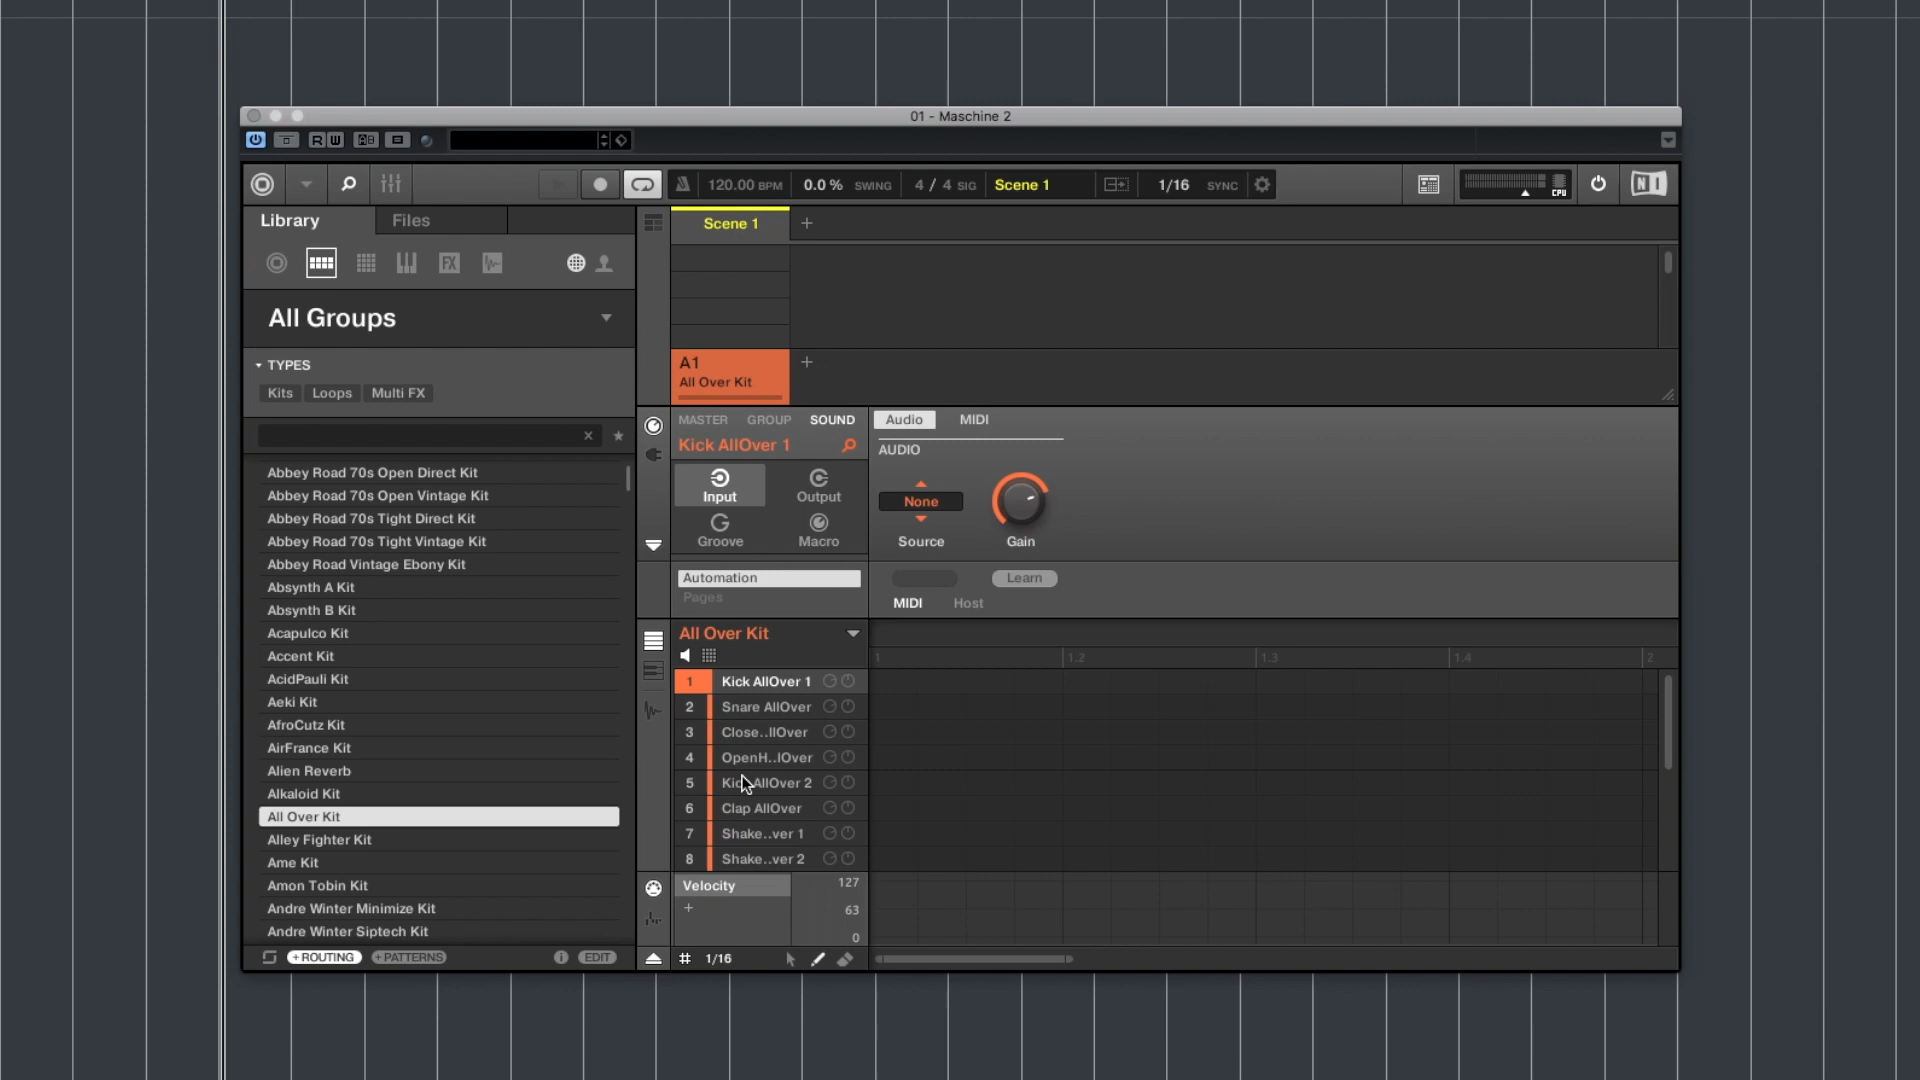 01 - Maschine 2
R W
120.00 BPM 0.0 % SWING 4 / 4 SIG Scene 1 1/16 SYNC CPU NI
Library Files
FX
All Groups
TYPES
Kits Loops Multi FX
Abbey Road 70s Open Direct Kit
Abbey Road 70s Open Vintage Kit
Abbey Road 70s Tight Direct Kit
Abbey Road 70s Tight Vintage Kit
Abbey Road Vintage Ebony Kit
Absynth A Kit
Absynth B Kit
Acapulco Kit
Accent Kit
AcidPauli Kit
Aeki Kit
AfroCutz Kit
AirFrance Kit
Alien Reverb
Alkaloid Kit
All Over Kit
Alley Fighter Kit
Ame Kit
Amon Tobin Kit
Andre Winter Minimize Kit
Andre Winter Siptech Kit
+ROUTING +PATTERNS EDIT
Scene 1 +
A1 +
All Over Kit
MASTER GROUP SOUND
Kick AllOver 1
Input Output
Groove Macro
Automation
Pages
Audio MIDI
AUDIO
None
Source Gain
Learn
MIDI Host
All Over Kit
1 1.2 1.3 1.4 2
1 Kick AllOver 1
2 Snare AllOver
3 Close..llOver
4 OpenH..lOver
5 Kick AllOver 2
6 Clap AllOver
7 Shake..ver 1
8 Shake..ver 2
Velocity 127
+ 63
0
# 1/16